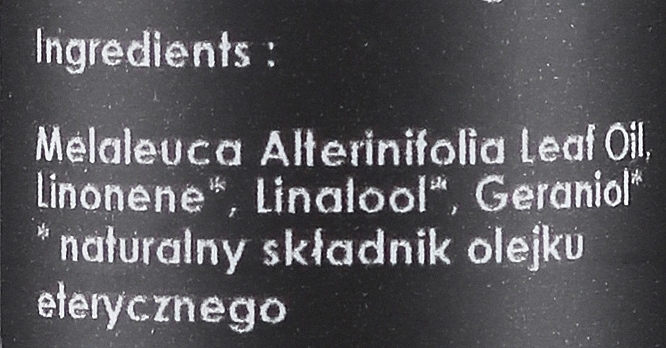 Ingredients :
Melaleuca Alterinifolia Leaf Oil,
Linonene*, Linalool*, Geraniol*
* naturalny składnik olejku
eterycznego